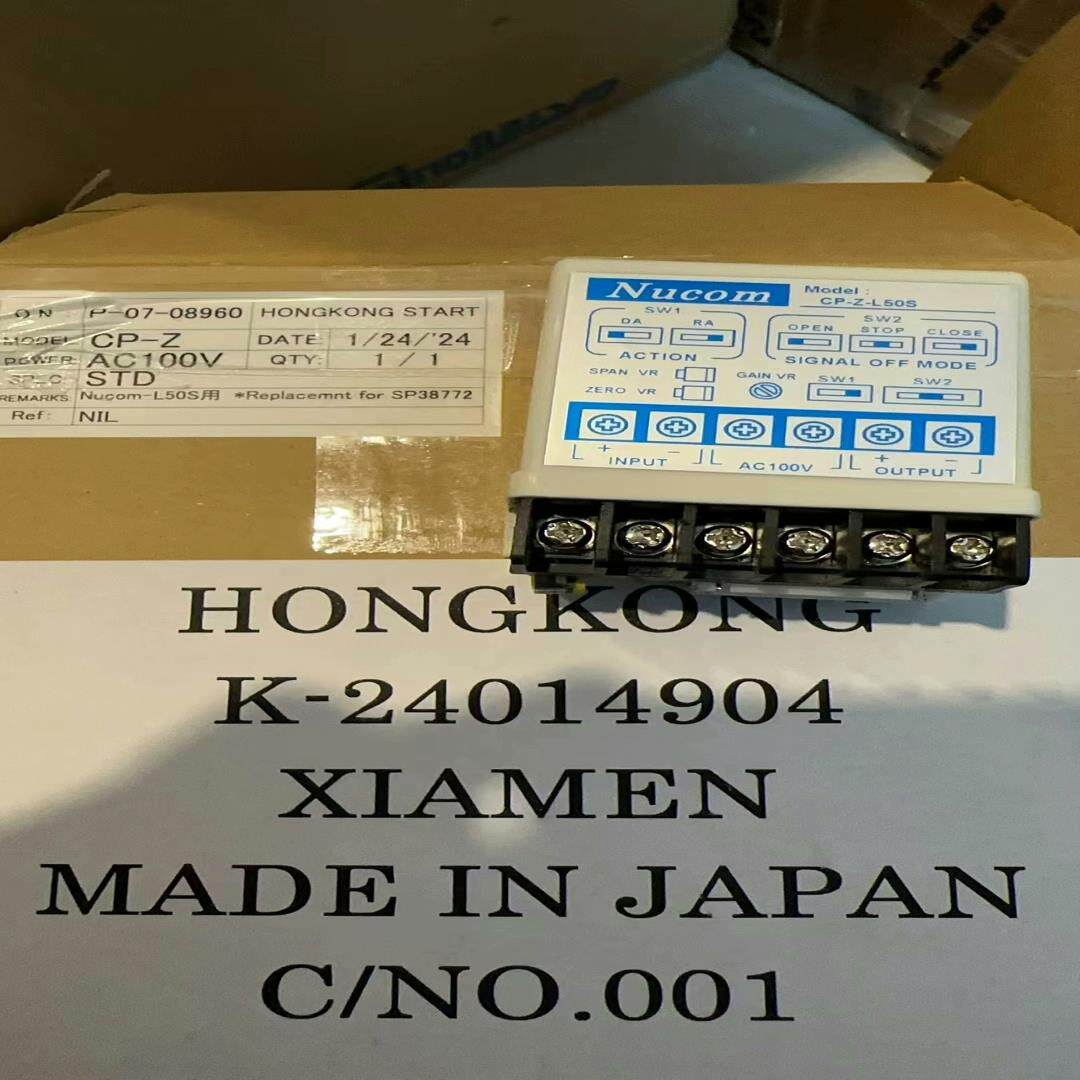 O N P-07-08960 HONGKONG START
MODEL CP-Z DATE: 1/24/'24
POWER AC100V QTY: 1/1
SPEC STD
REMARKS Nucom-L50S用 *Replacemnt for SP38772
Ref: NIL
Nucom Model :
CP-Z-L50S
SW1 SW2
DA RA OPEN STOP CLOSE
ACTION SIGNAL OFF MODE
SPAN VR GAIN VR SW1 SW2
ZERO VR
+ - + -
INPUT AC100V OUTPUT
HONGKONG
K-24014904
XIAMEN
MADE IN JAPAN
C/NO.001